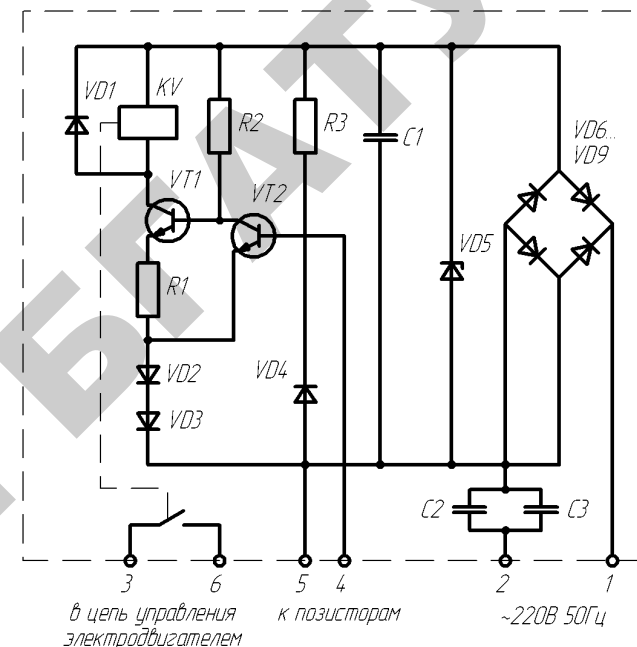 VD1
KV
R2
R3
C1
VD6...
VD9
VT1
VT2
VD5
R1
VD2
VD4
VD3
C2
C3
3
6
5
4
2
1
в цепь управления
электродвигателем
к позисторам
~220В 50Гц
БГАТУ